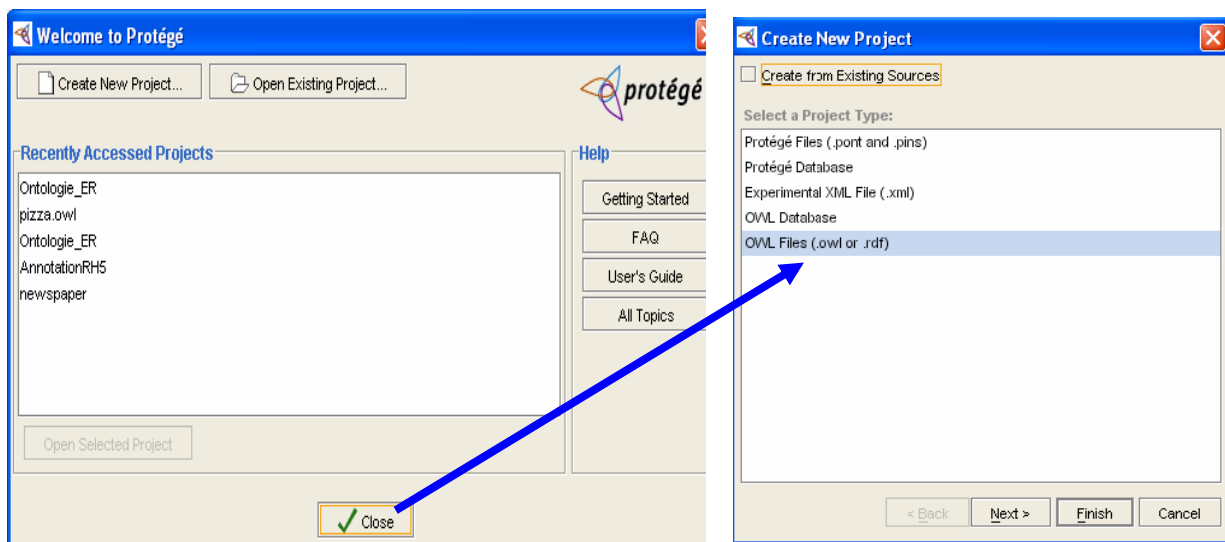 Welcome to Protégé
Create New Project...
Open Existing Project...
protégé
Recently Accessed Projects
Ontologie_ER
pizza.owl
Ontologie_ER
AnnotationRH5
newspaper
Open Selected Project
Help
Getting Started
FAQ
User's Guide
All Topics
Close
Create New Project
Create from Existing Sources
Select a Project Type:
Protégé Files (.pont and .pins)
Protégé Database
Experimental XML File (.xml)
OWL Database
OWL Files (.owl or .rdf)
< Back
Next >
Finish
Cancel